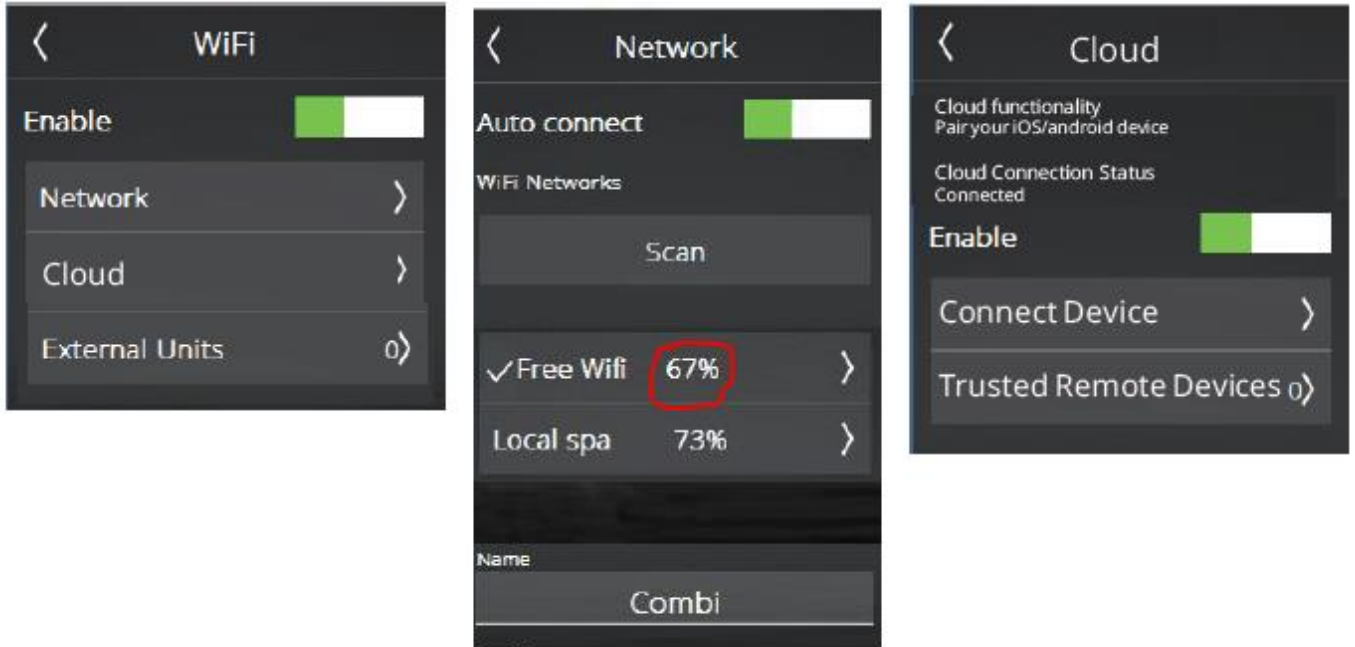 WiFi
Enable
Network
Cloud
External Units 0
Network
Auto connect
WiFi Networks
Scan
✓Free Wifi 67%
Local spa 73%
Name
Combi
Cloud
Cloud functionality
Pair your iOS/android device
Cloud Connection Status
Connected
Enable
Connect Device
Trusted Remote Devices 0